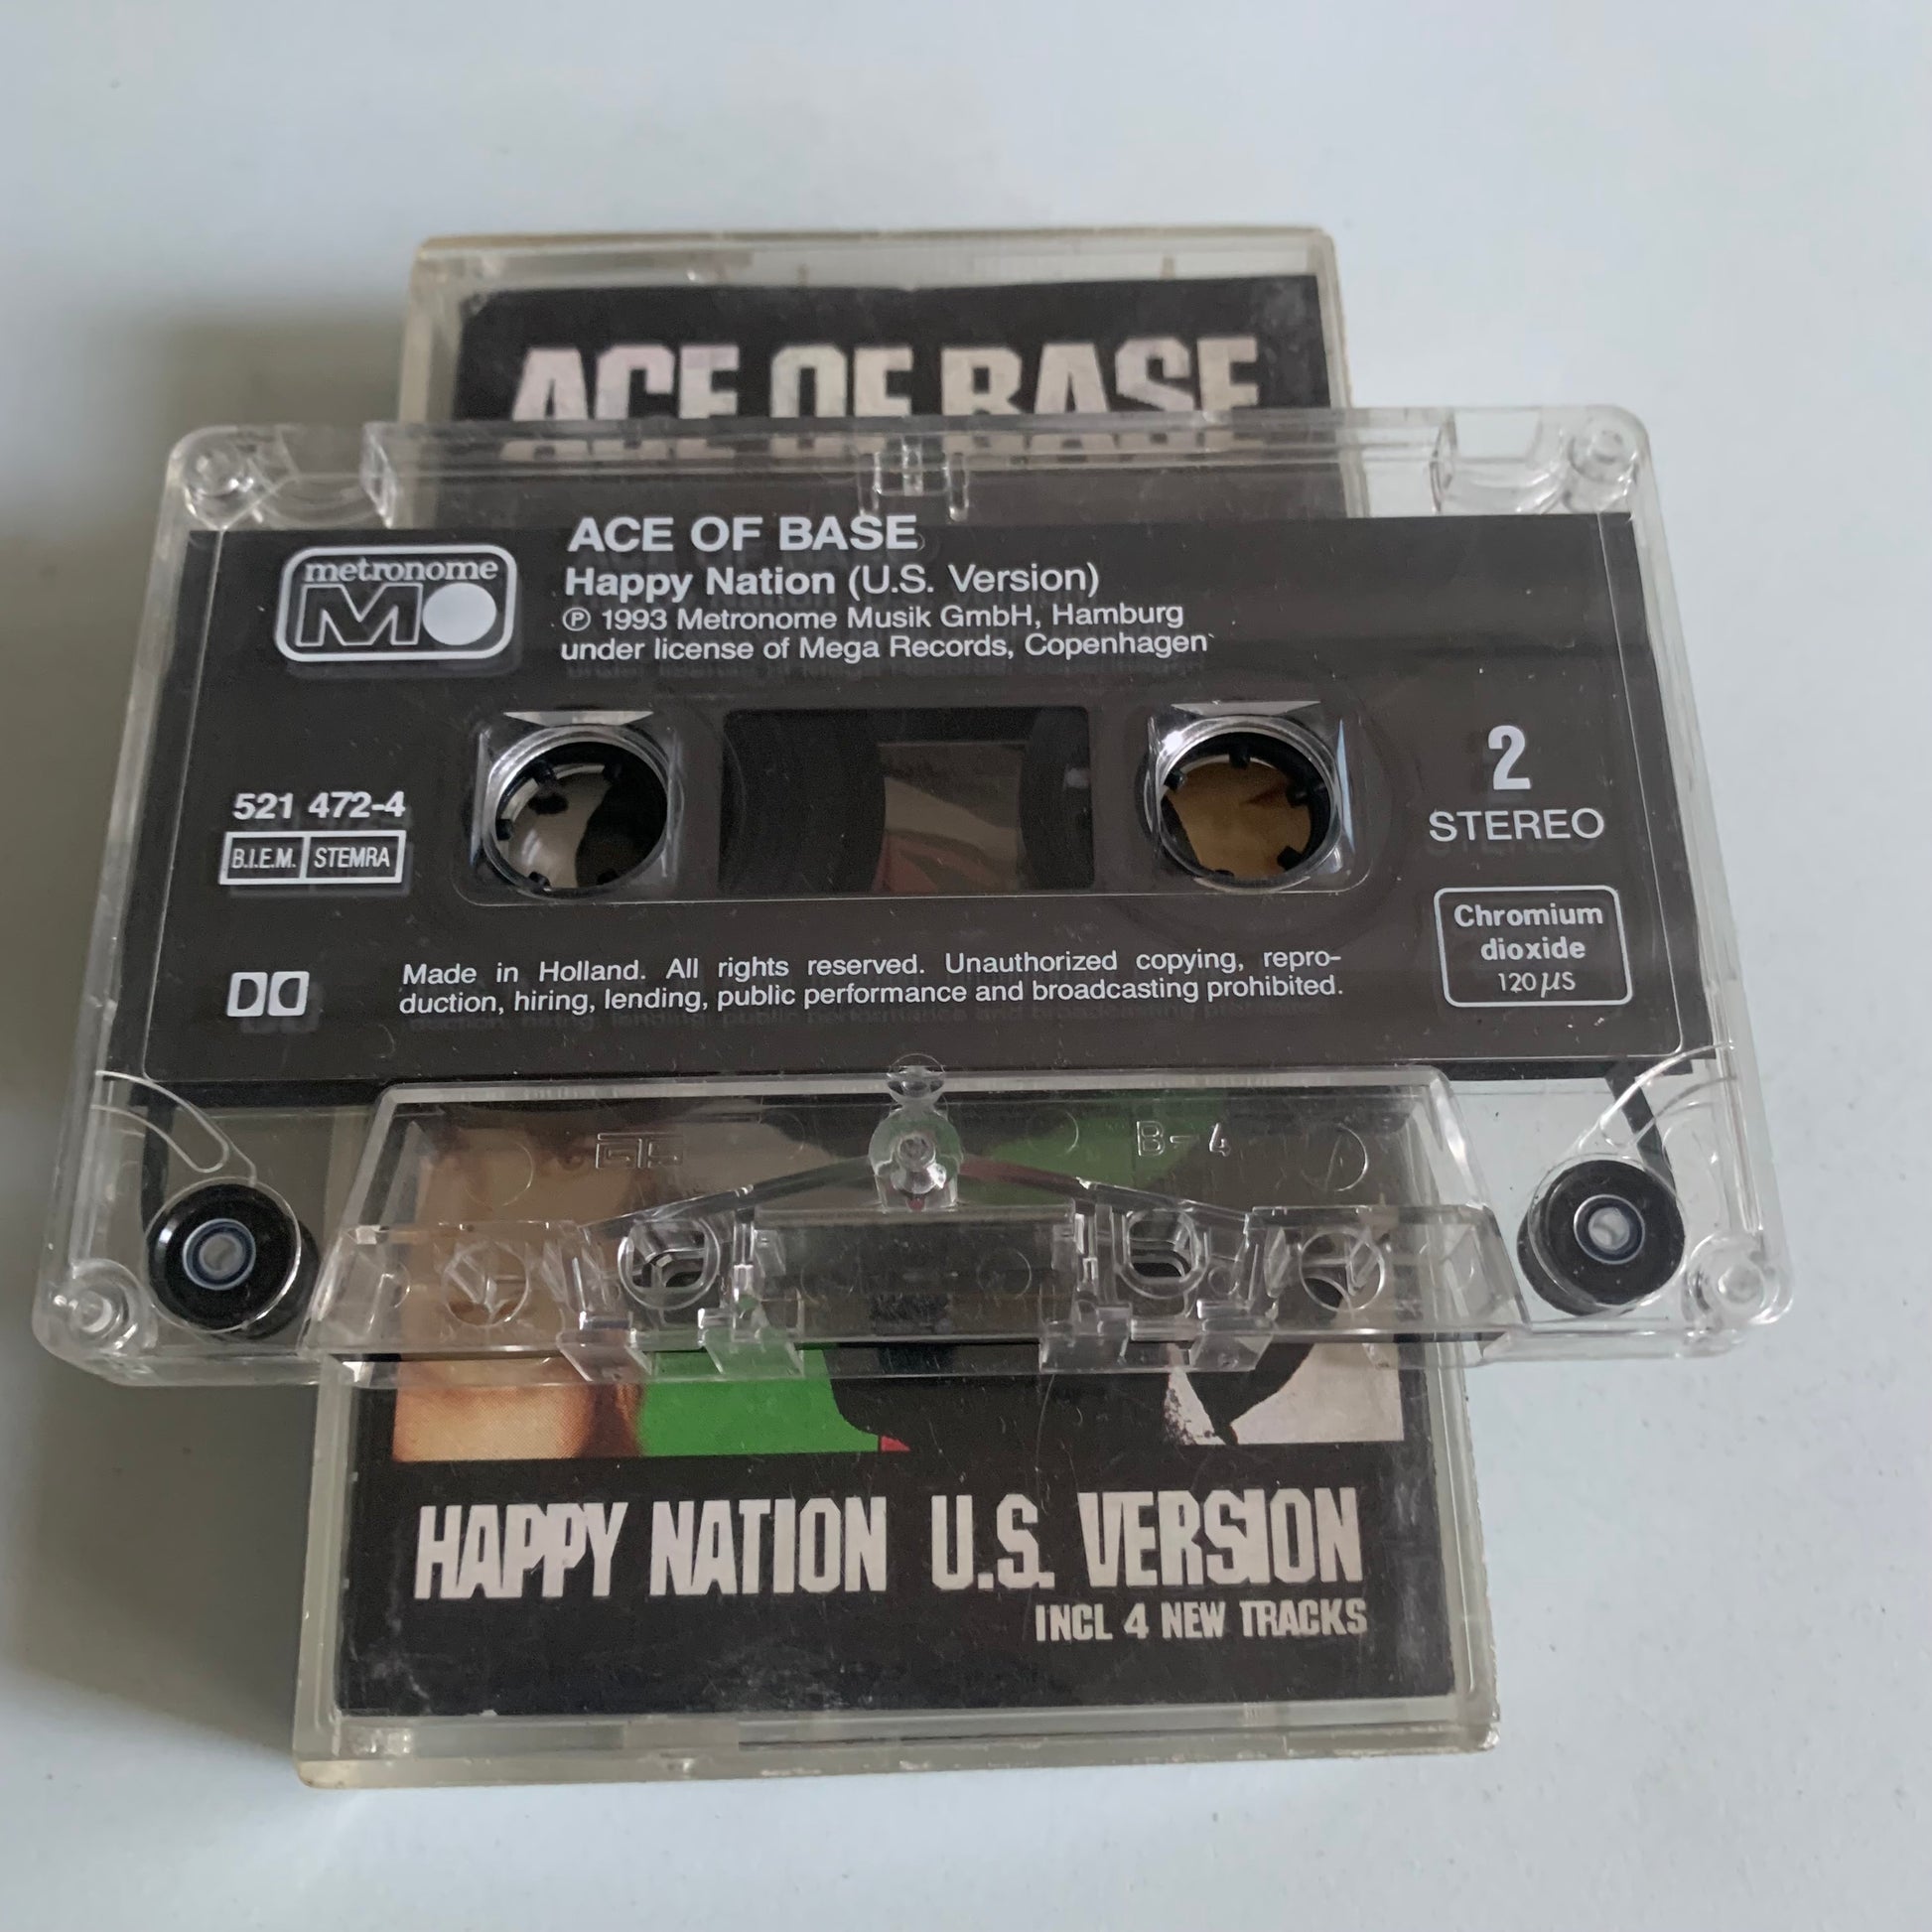 ACE OF BASE
metronome
ACE OF BASE
Happy Nation (U.S. Version)
℗ 1993 Metronome Musik GmbH, Hamburg
under license of Mega Records, Copenhagen
521 472-4
B.I.E.M. STEMRA
2
STEREO
Chromium
dioxide
120 µs
Made in Holland. All rights reserved. Unauthorized copying, repro-
duction, hiring, lending, public performance and broadcasting prohibited.
B-4
HAPPY NATION U.S. VERSION
INCL 4 NEW TRACKS